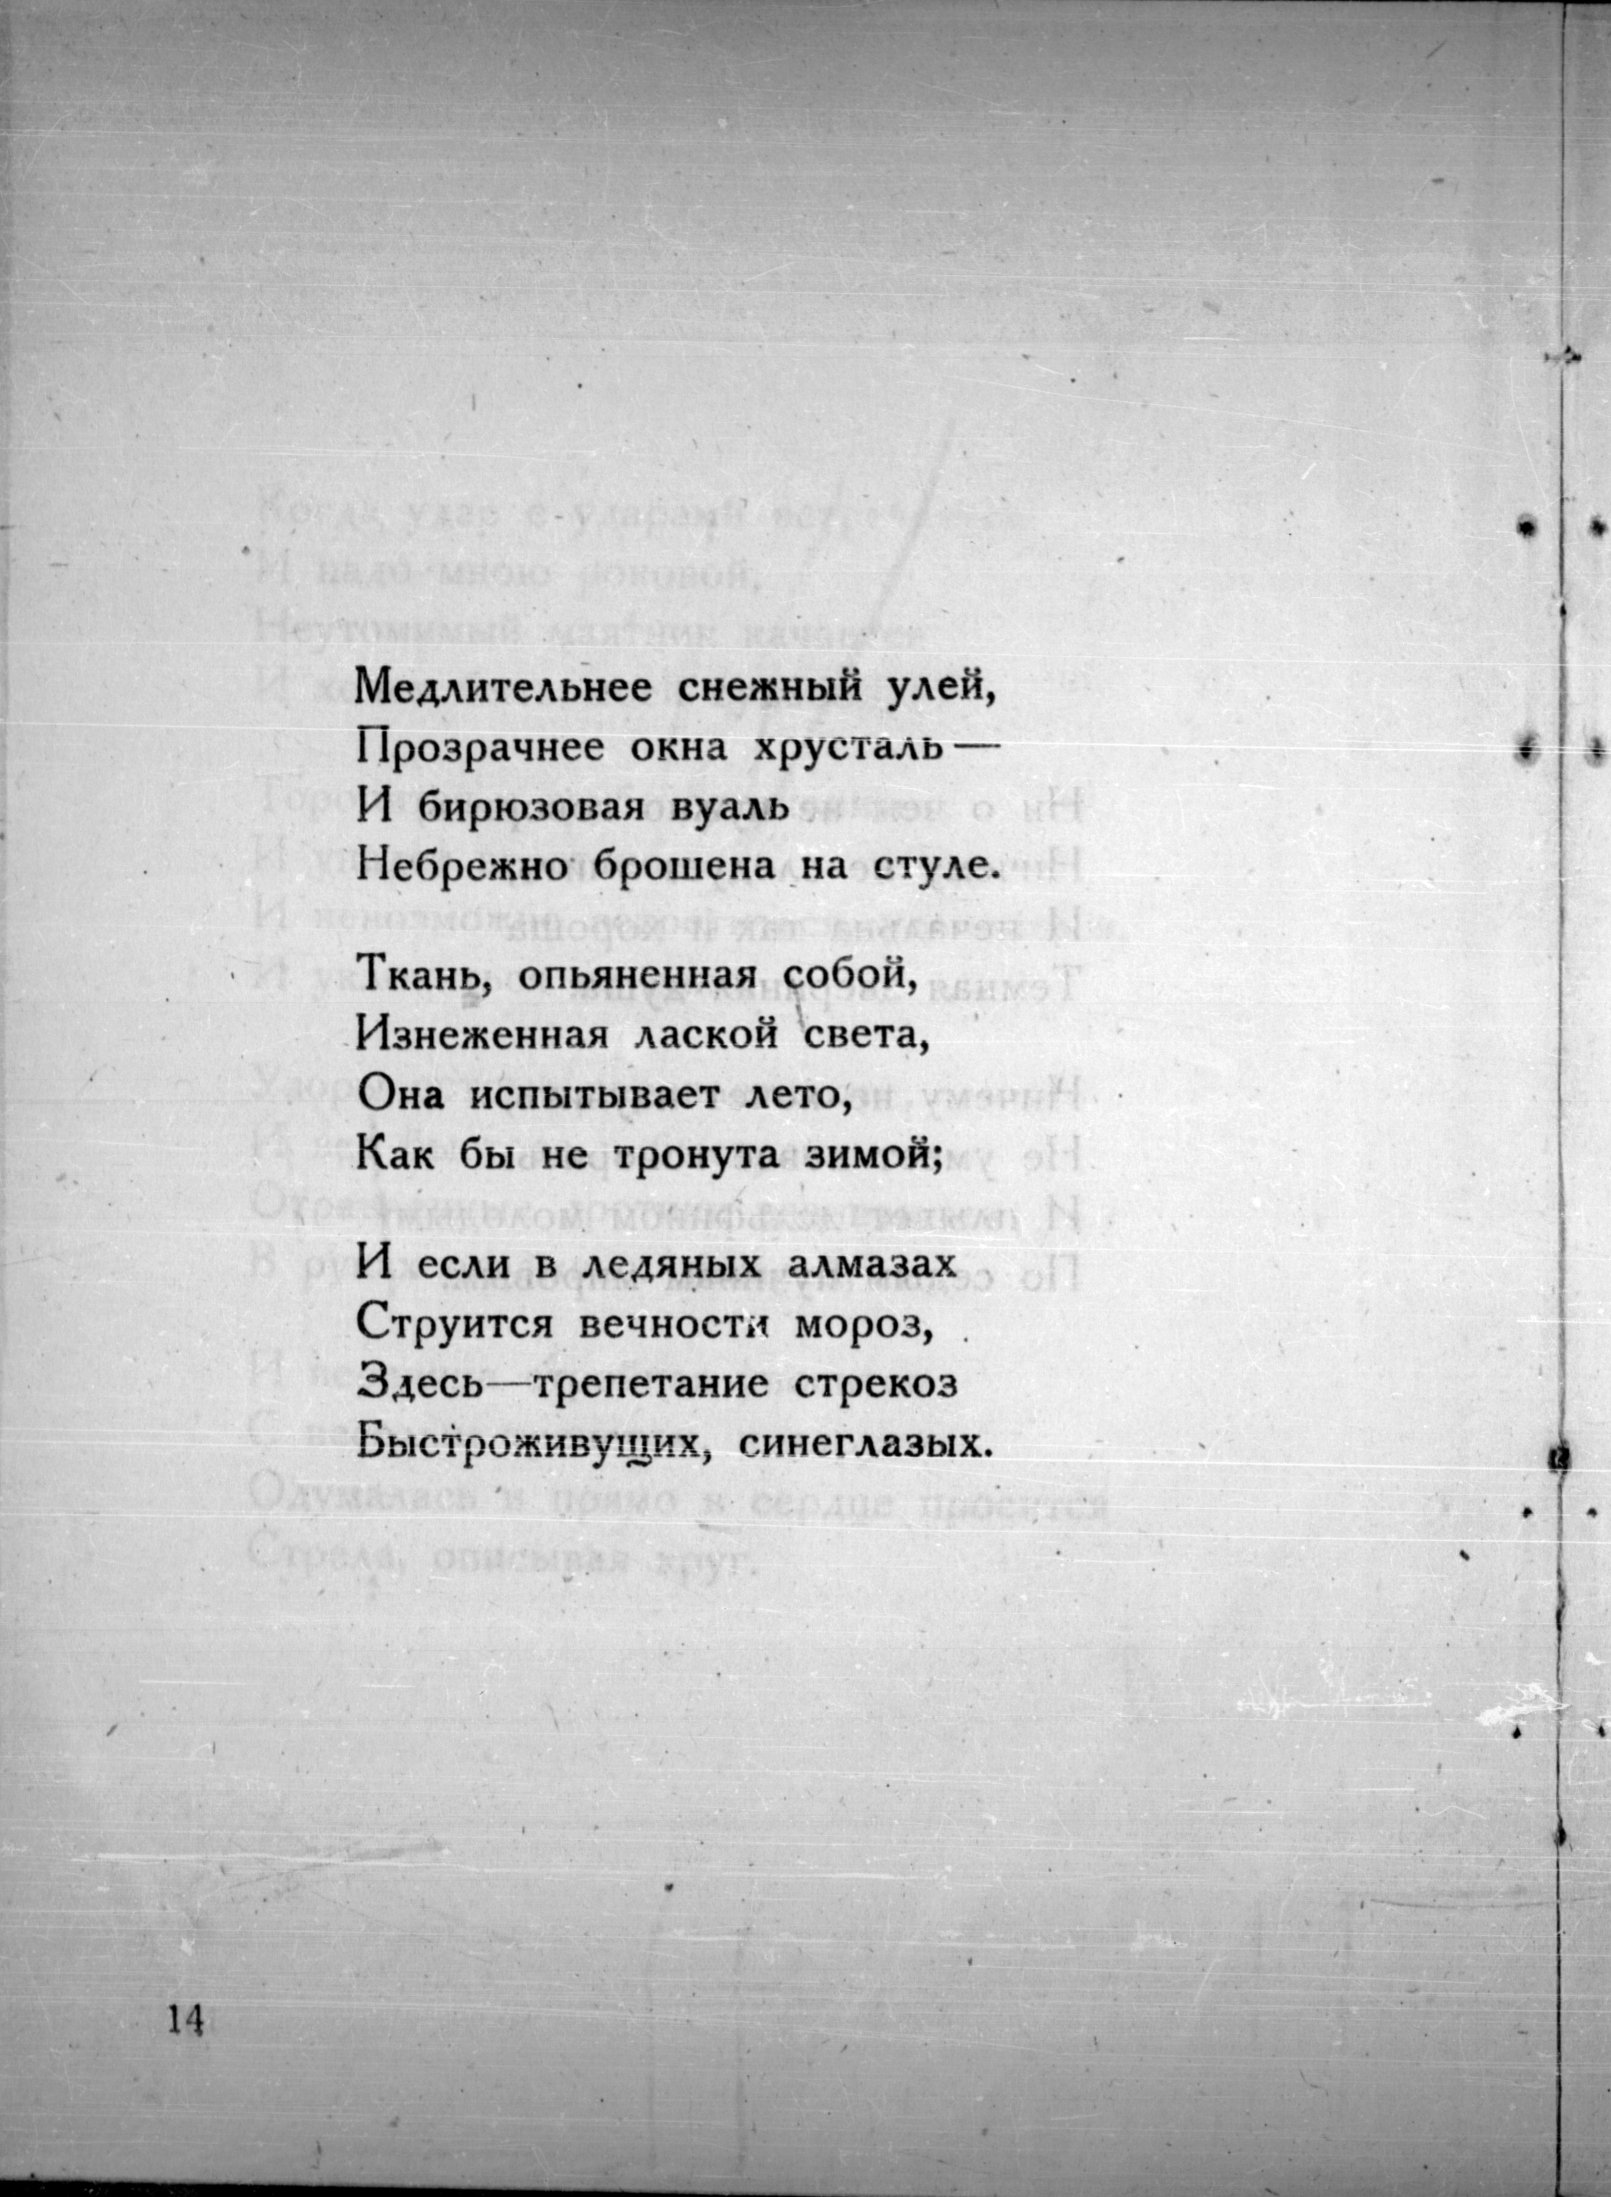 Медлительнее снежный улей,
Прозрачнее окна хрусталь—
И бирюзовая вуаль
Небрежно брошена на стуле.
Ткань, опьяненная собой,
Изнеженная лаской света,
Она испытывает лето,
Как бы не тронута зимой;
И если в ледяных алмазах
Струится вечности мороз,
Здесь—трепетание стрекоз
Быстроживущих, синеглазых.
14